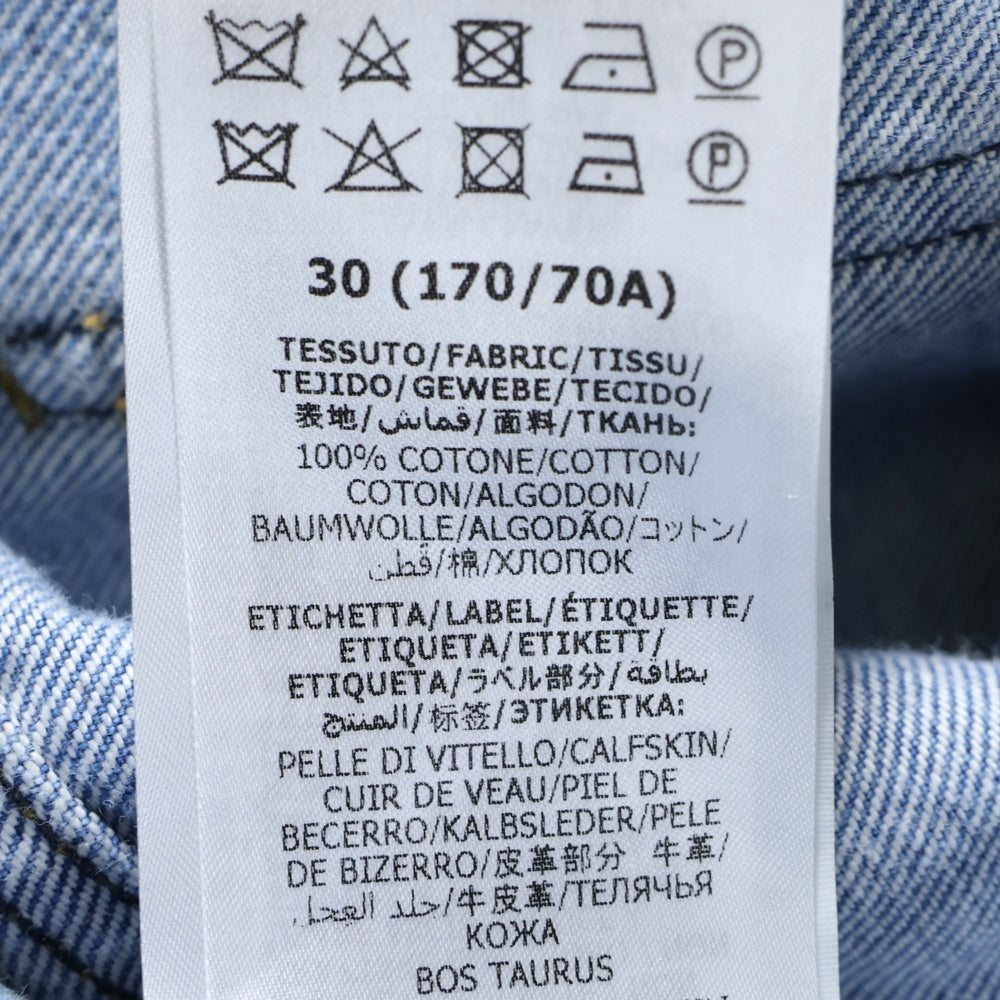 P
P
30 (170/70A)
TESSUTO/FABRIC/TISSU/
TEJIDO/GEWEBE/TECIDO/
表地/قماش/面料/ТКАНЬ:
100% COTONE/COTTON/
COTON/ALGODON/
BAUMWOLLE/ALGODÃO/コットン/
قطن/棉/ХЛОПОК
ETICHETTA/LABEL/ÉTIQUETTE/
ETIQUETA/ETIKETT/
ETIQUETA/ラベル部分/بطاقة
المنتج/标签/ЭТИКЕТКА:
PELLE DI VITELLO/CALFSKIN/
CUIR DE VEAU/PIEL DE
BECERRO/KALBSLEDER/PELE
DE BIZERRO/皮革部分 牛革/
جلد العجل/牛皮革/ТЕЛЯЧЬЯ
КОЖА
BOS TAURUS